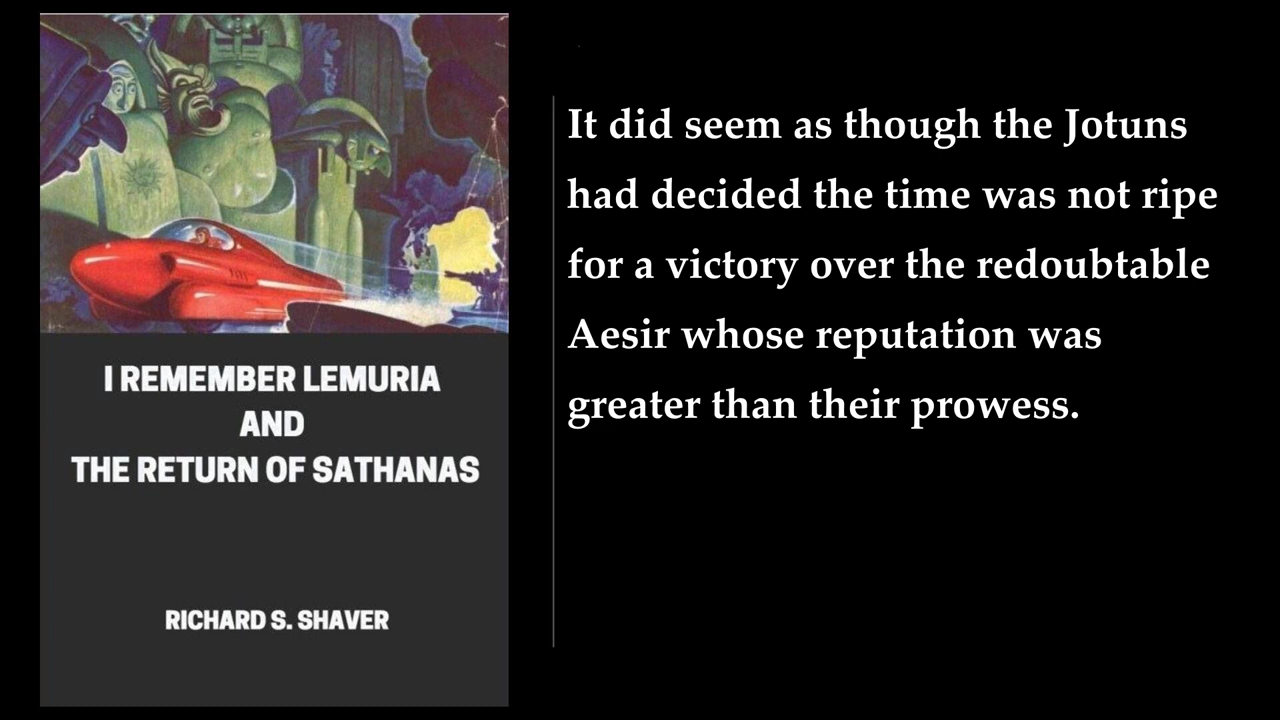 I REMEMBER LEMURIA
AND
THE RETURN OF SATHANAS
RICHARD S. SHAVER
It did seem as though the Jotuns
had decided the time was not ripe
for a victory over the redoubtable
Aesir whose reputation was
greater than their prowess.